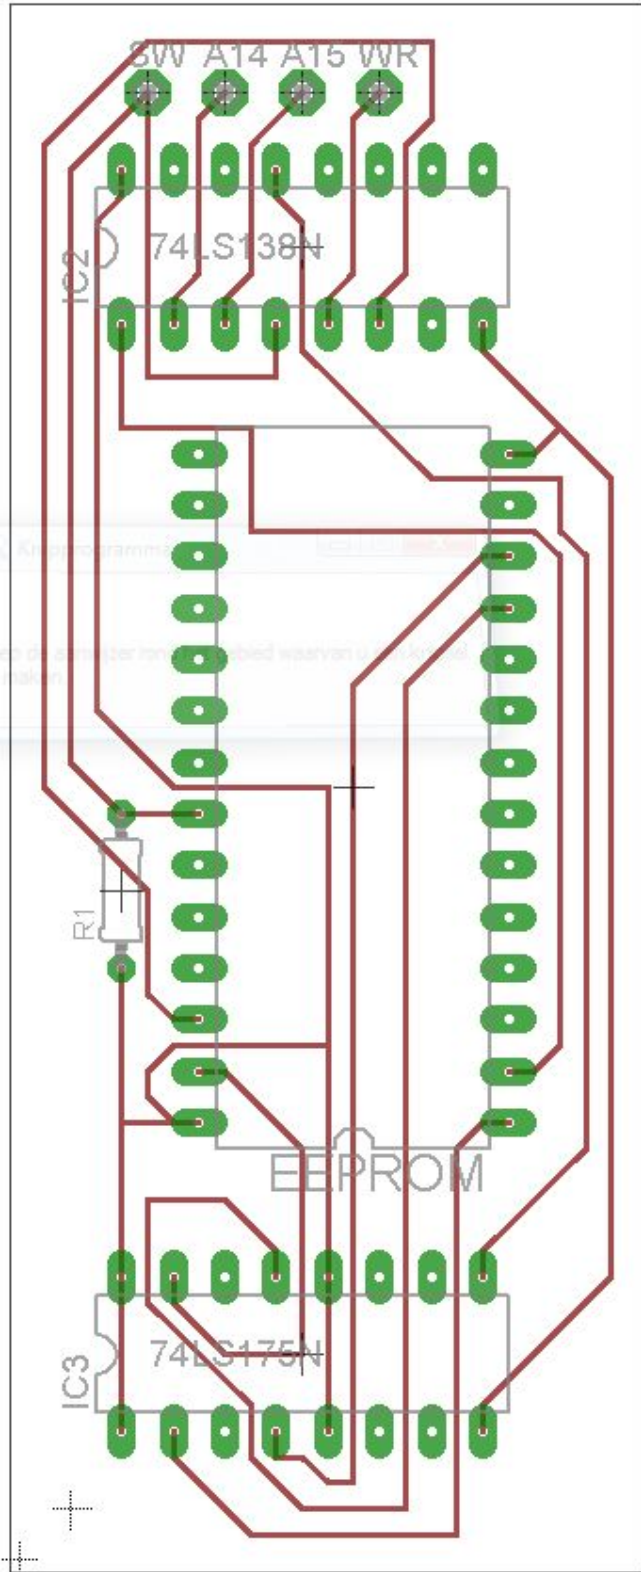 SW A14 A15 WR
IC2
74LS138N
Knipprogramma
R1
EEPROM
IC3
74LS175N